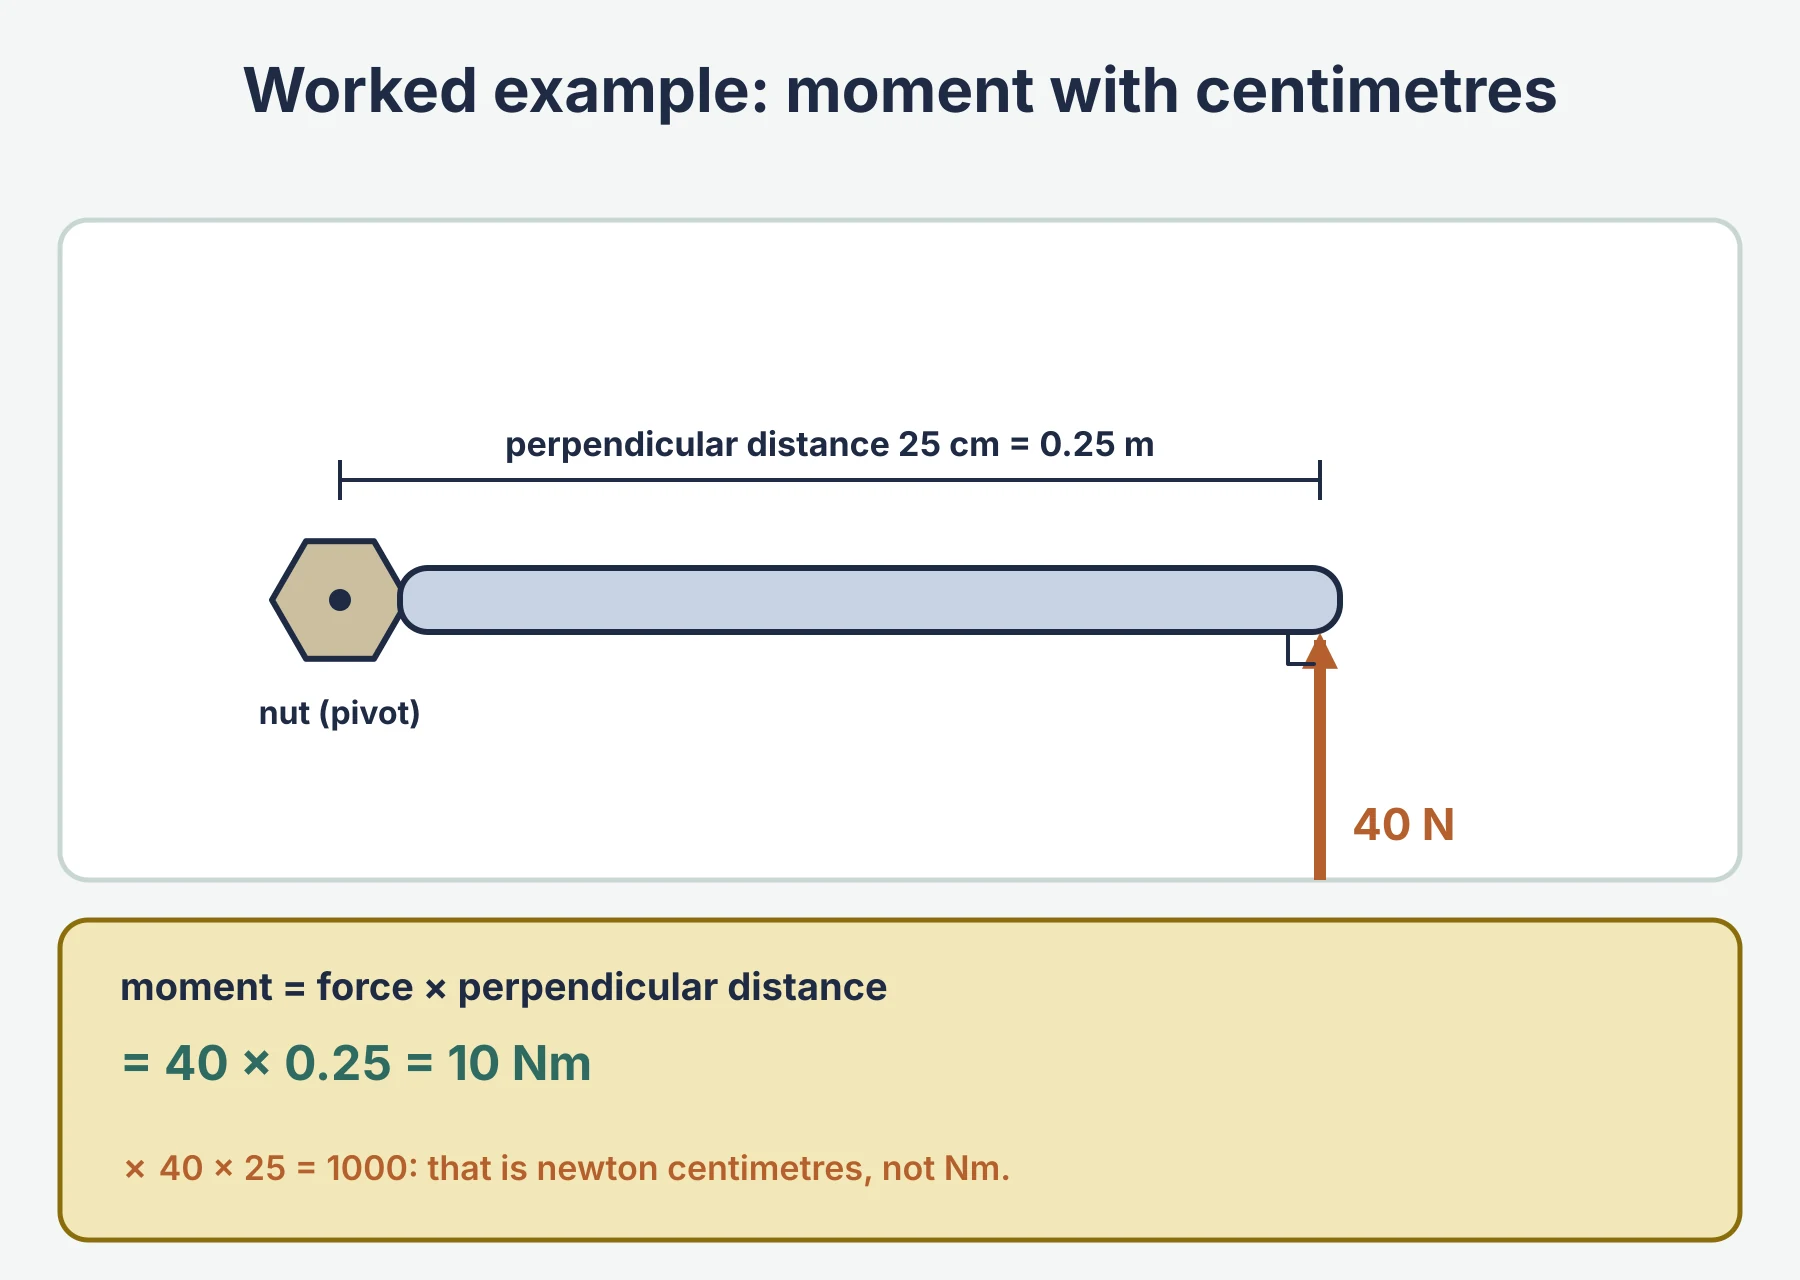 Worked example: moment with centimetres
perpendicular distance 25 cm = 0.25 m
nut (pivot)
40 N
moment = force × perpendicular distance
= 40 × 0.25 = 10 Nm
× 40 × 25 = 1000: that is newton centimetres, not Nm.